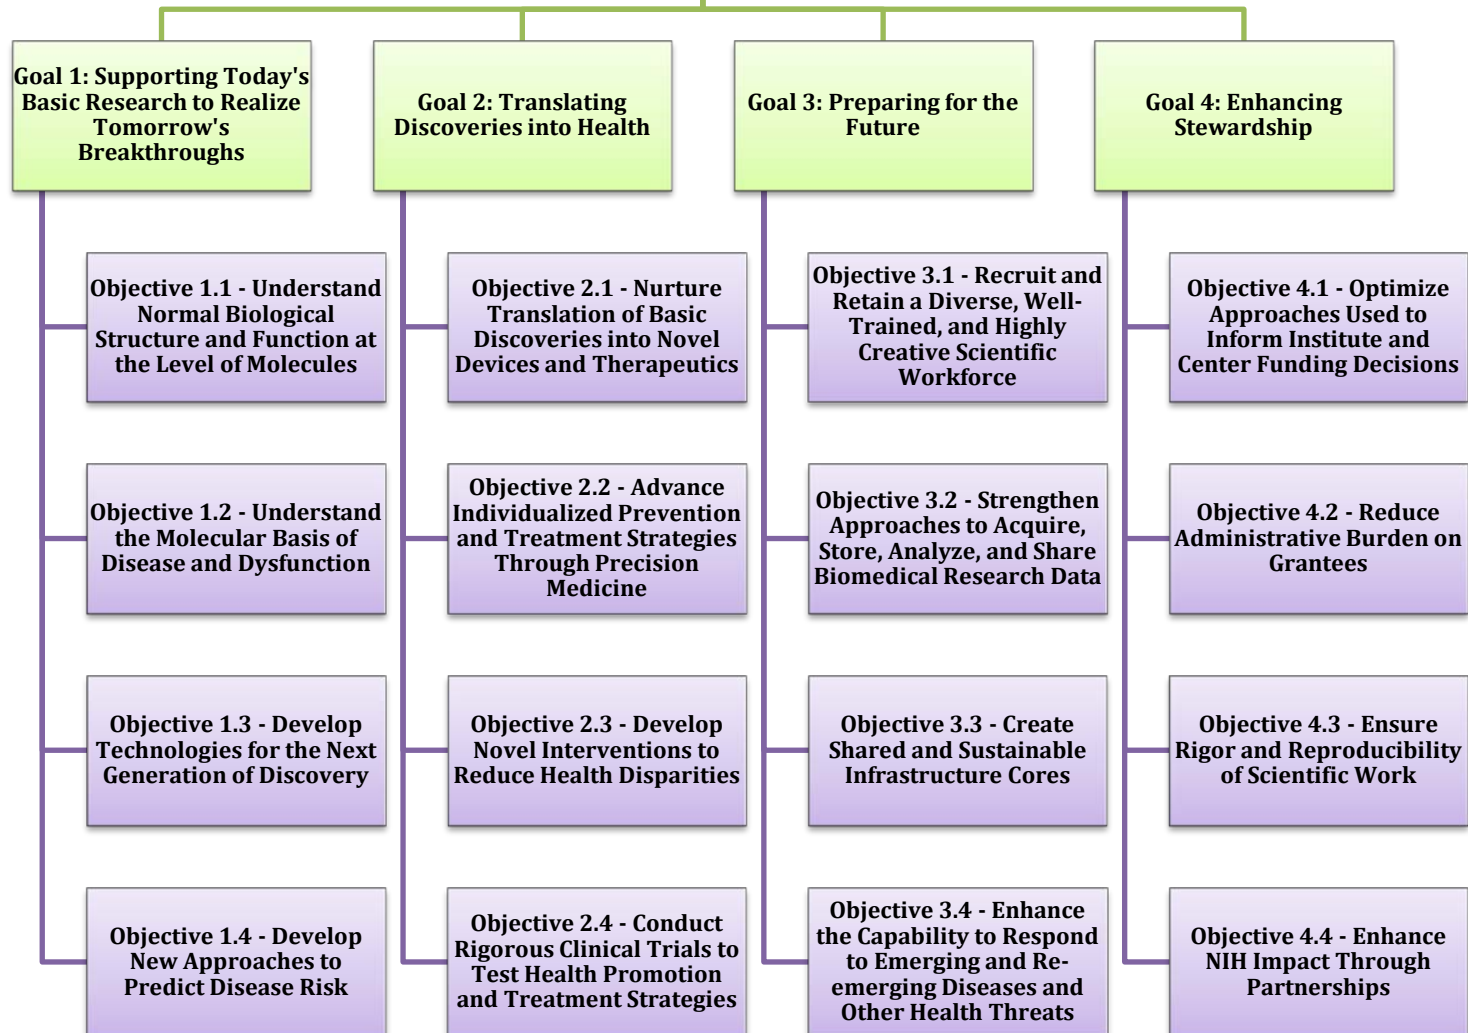 Goal 1: Supporting Today's
Basic Research to Realize
Tomorrow's
Breakthroughs
Goal 2: Translating
Discoveries into Health
Goal 3: Preparing for the
Future
Goal 4: Enhancing
Stewardship
Objective 1.1 - Understand
Normal Biological
Structure and Function at
the Level of Molecules
Objective 2.1 - Nurture
Translation of Basic
Discoveries into Novel
Devices and Therapeutics
Objective 3.1 - Recruit and
Retain a Diverse, Well-
Trained, and Highly
Creative Scientific
Workforce
Objective 4.1 - Optimize
Approaches Used to
Inform Institute and
Center Funding Decisions
Objective 1.2 - Understand
the Molecular Basis of
Disease and Dysfunction
Objective 2.2 - Advance
Individualized Prevention
and Treatment Strategies
Through Precision
Medicine
Objective 3.2 - Strengthen
Approaches to Acquire,
Store, Analyze, and Share
Biomedical Research Data
Objective 4.2 - Reduce
Administrative Burden on
Grantees
Objective 1.3 - Develop
Technologies for the Next
Generation of Discovery
Objective 2.3 - Develop
Novel Interventions to
Reduce Health Disparities
Objective 3.3 - Create
Shared and Sustainable
Infrastructure Cores
Objective 4.3 - Ensure
Rigor and Reproducibility
of Scientific Work
Objective 1.4 - Develop
New Approaches to
Predict Disease Risk
Objective 2.4 - Conduct
Rigorous Clinical Trials to
Test Health Promotion
and Treatment Strategies
Objective 3.4 - Enhance
the Capability to Respond
to Emerging and Re-
emerging Diseases and
Other Health Threats
Objective 4.4 - Enhance
NIH Impact Through
Partnerships